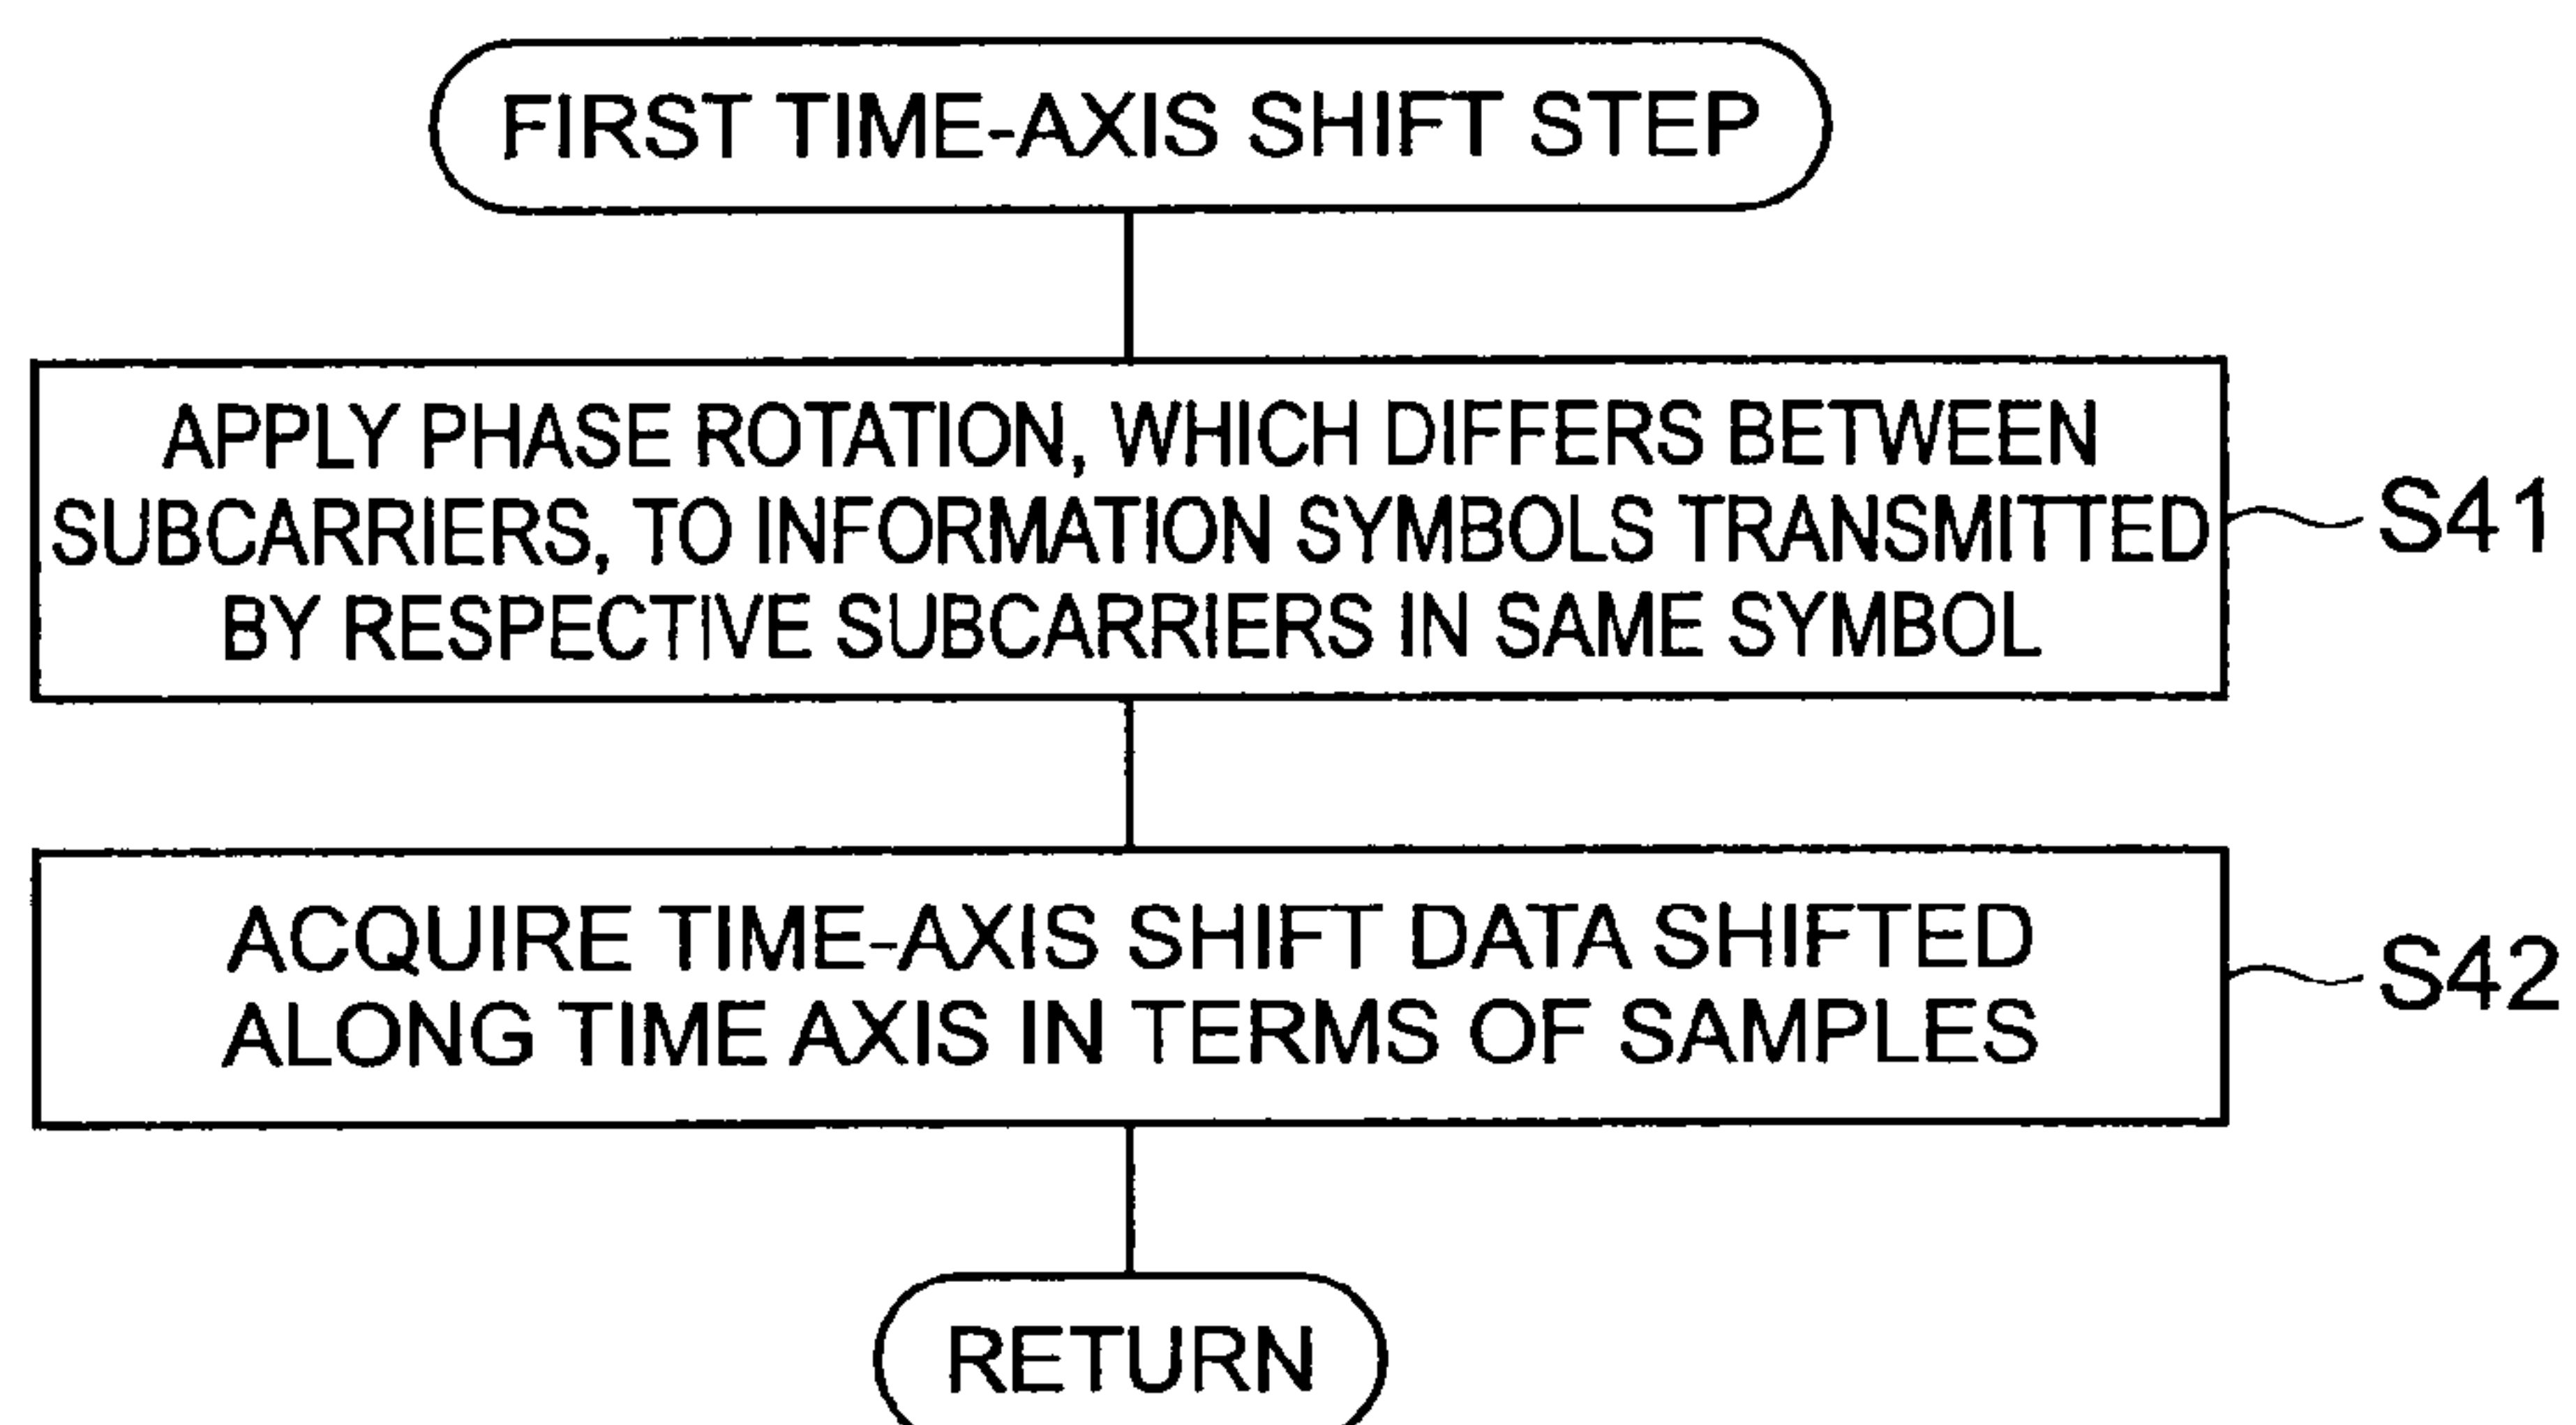 FIRST TIME-AXIS SHIFT STEP
APPLY PHASE ROTATION, WHICH DIFFERS BETWEEN
SUBCARRIERS, TO INFORMATION SYMBOLS TRANSMITTED
BY RESPECTIVE SUBCARRIERS IN SAME SYMBOL
S41
ACQUIRE TIME-AXIS SHIFT DATA SHIFTED
ALONG TIME AXIS IN TERMS OF SAMPLES
S42
RETURN